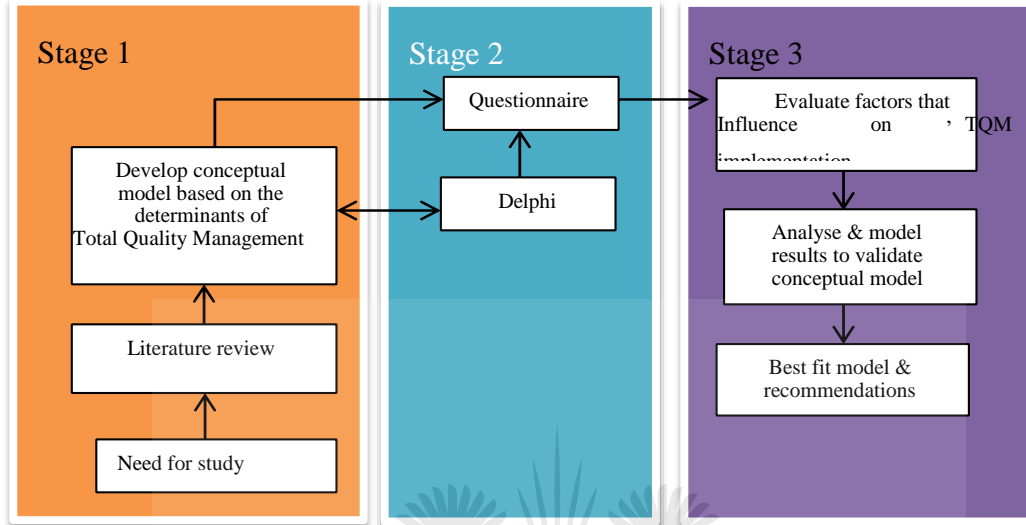 Stage 1
Develop conceptual
model based on the
determinants of
Total Quality Management
Literature review
Need for study
Stage 2
Questionnaire
Delphi
Stage 3
Evaluate factors that
Influence on , TQM
implementation
Analyse & model
results to validate
conceptual model
Best fit model &
recommendations